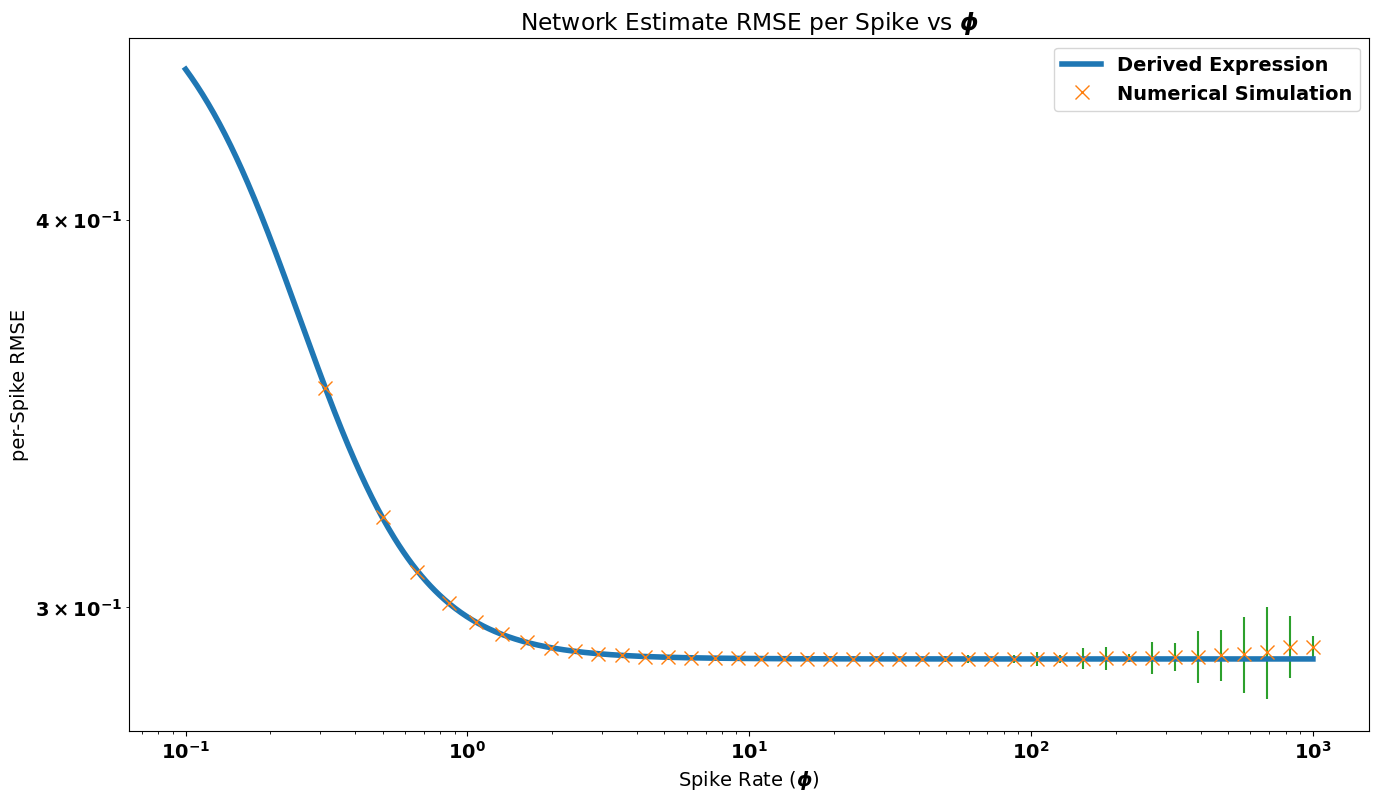 Network Estimate RMSE per Spike vs ϕ
Derived Expression
Numerical Simulation
per-Spike RMSE
4 × 10⁻¹
3 × 10⁻¹
10⁻¹
10⁰
10¹
10²
10³
Spike Rate (ϕ)